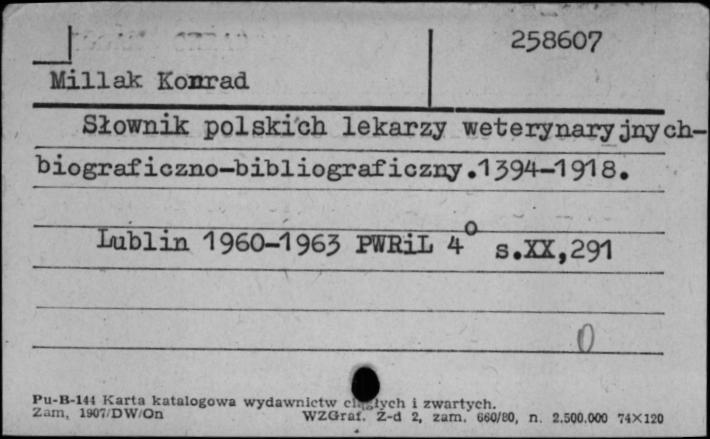 258607
Millak Konrad
Słownik polskich lekarzy weterynaryjnych-
biograficzno-bibliograficzny.1394-1918.
Lublin 1960-1963 PWRiL 4° s.XX,291
0
Pu-B-144 Karta katalogowa wydawnictw ciągłych i zwartych.
Zam. 1907/DW/On WZGraf. Z-d 2, zam. 660/80, n. 2.500.000 74×120